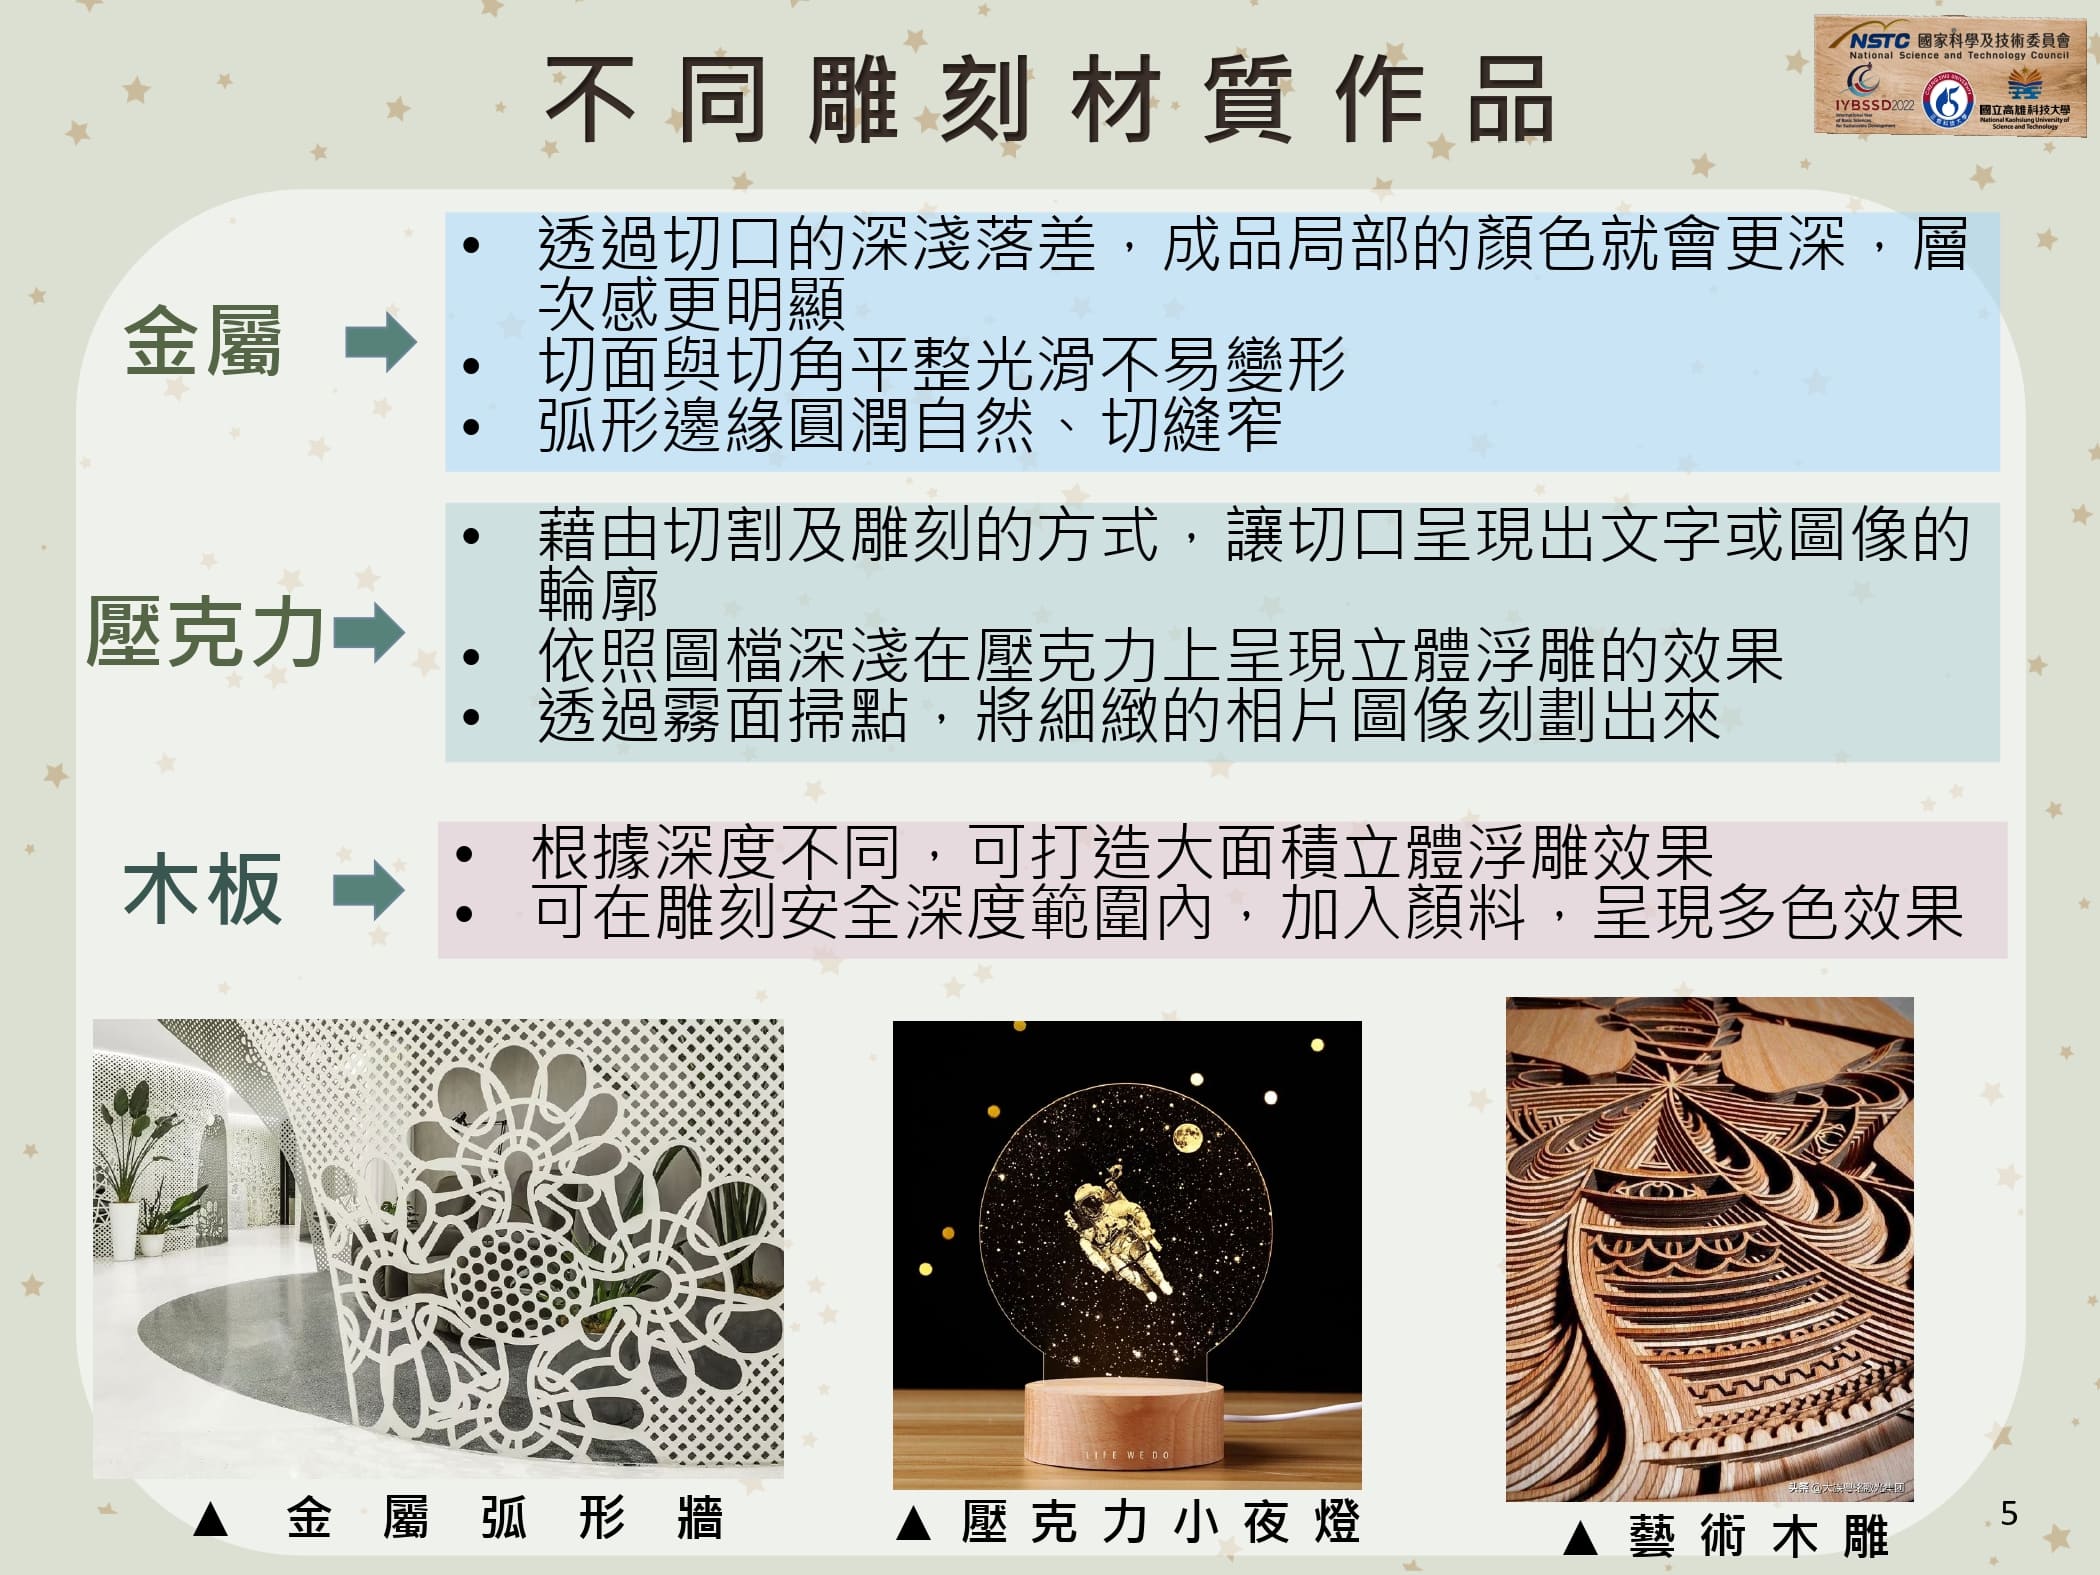 不同雕刻材質作品
NSTC 國家科學及技術委員會
National Science and Technology Council
IYBSSD2022
International Year
of Basic Sciences
for Sustainable Development
國立高雄科技大學
National Kaohsiung University of
Science and Technology
金屬
• 透過切口的深淺落差，成品局部的顏色就會更深，層
次感更明顯
• 切面與切角平整光滑不易變形
• 弧形邊緣圓潤自然、切縫窄
壓克力
• 藉由切割及雕刻的方式，讓切口呈現出文字或圖像的
輪廓
• 依照圖檔深淺在壓克力上呈現立體浮雕的效果
• 透過霧面掃點，將細緻的相片圖像刻劃出來
木板
• 根據深度不同，可打造大面積立體浮雕效果
• 可在雕刻安全深度範圍內，加入顏料，呈現多色效果
LIFE WE DO
▲金屬弧形牆
▲壓克力小夜燈
▲藝術木雕
5